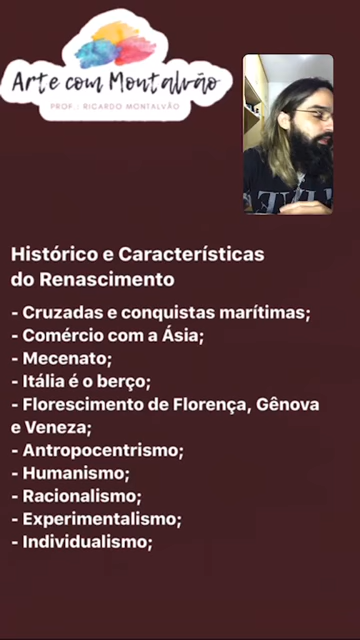 Arte com Montalvão
PROF: RICARDO MONTALVÃO
Histórico e Características
do Renascimento
- Cruzadas e conquistas marítimas;
- Comércio com a Ásia;
- Mecenato;
- Itália é o berço;
- Florescimento de Florença, Gênova
e Veneza;
- Antropocentrismo;
- Humanismo;
- Racionalismo;
- Experimentalismo;
- Individualismo;